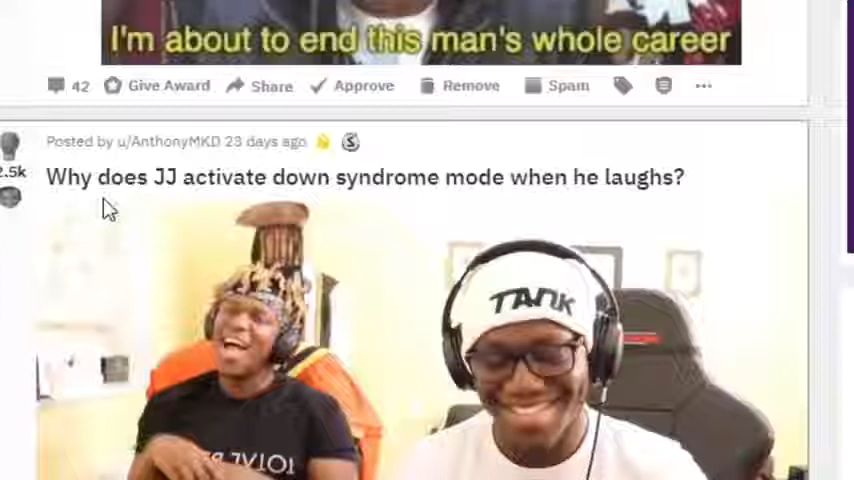 I'm about to end this man's whole career
42 Give Award Share Approve Remove Spam
Posted by u/AnthonyMKD 23 days ago
2.5k
Why does JJ activate down syndrome mode when he laughs?
TANK